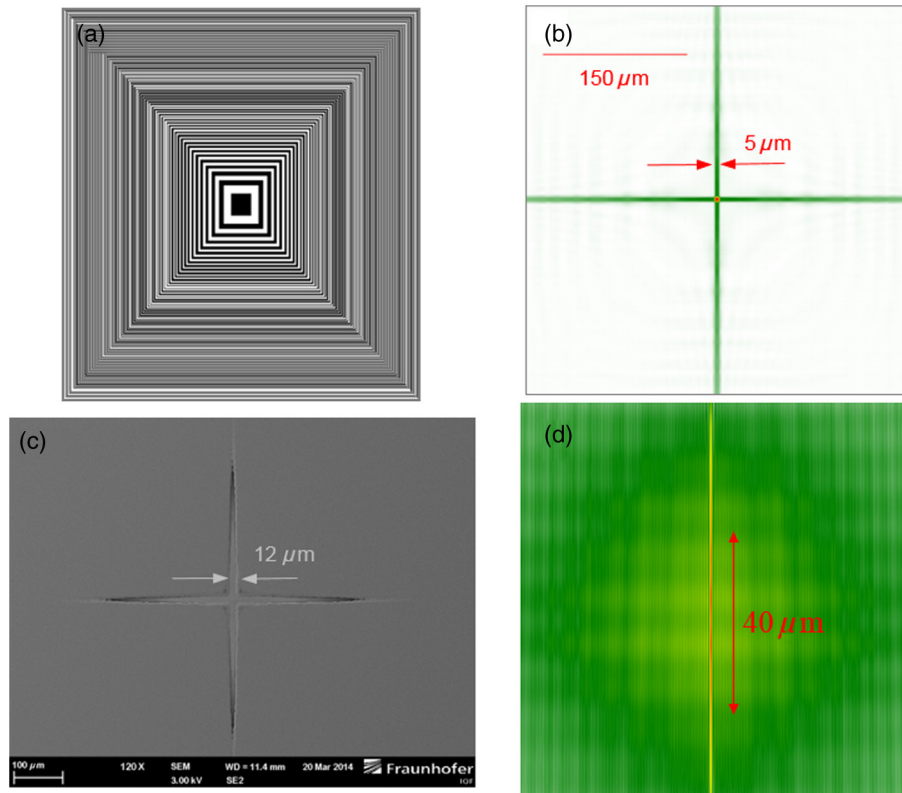 (a)
(b)
150 µm
5 µm
(c)
12 µm
100 µm
120X
SEM
3.00 kV
WD = 11.4 mm
SE2
20 Mar 2014
Fraunhofer
IOF
(d)
40 µm